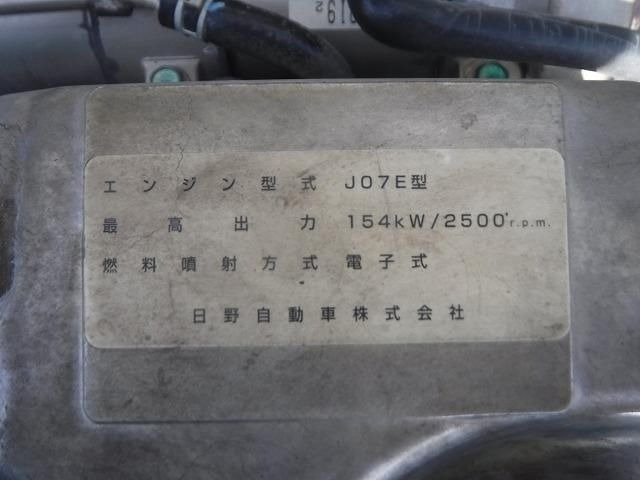 エンジン型式 J07E型
最高出力 154kW/2500r.p.m.
燃料噴射方式 電子式
日野自動車株式会社